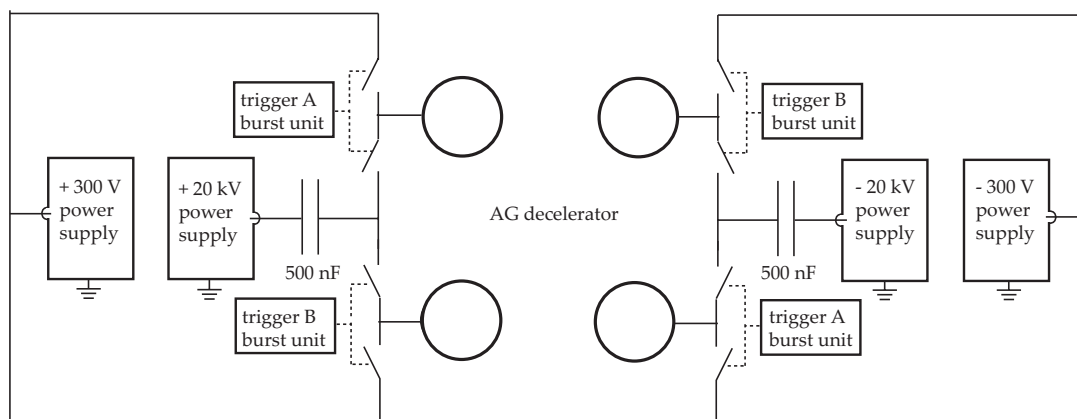 trigger A
burst unit
trigger B
burst unit
+ 300 V
power
supply
+ 20 kV
power
supply
500 nF
AG decelerator
500 nF
- 20 kV
power
supply
- 300 V
power
supply
trigger B
burst unit
trigger A
burst unit